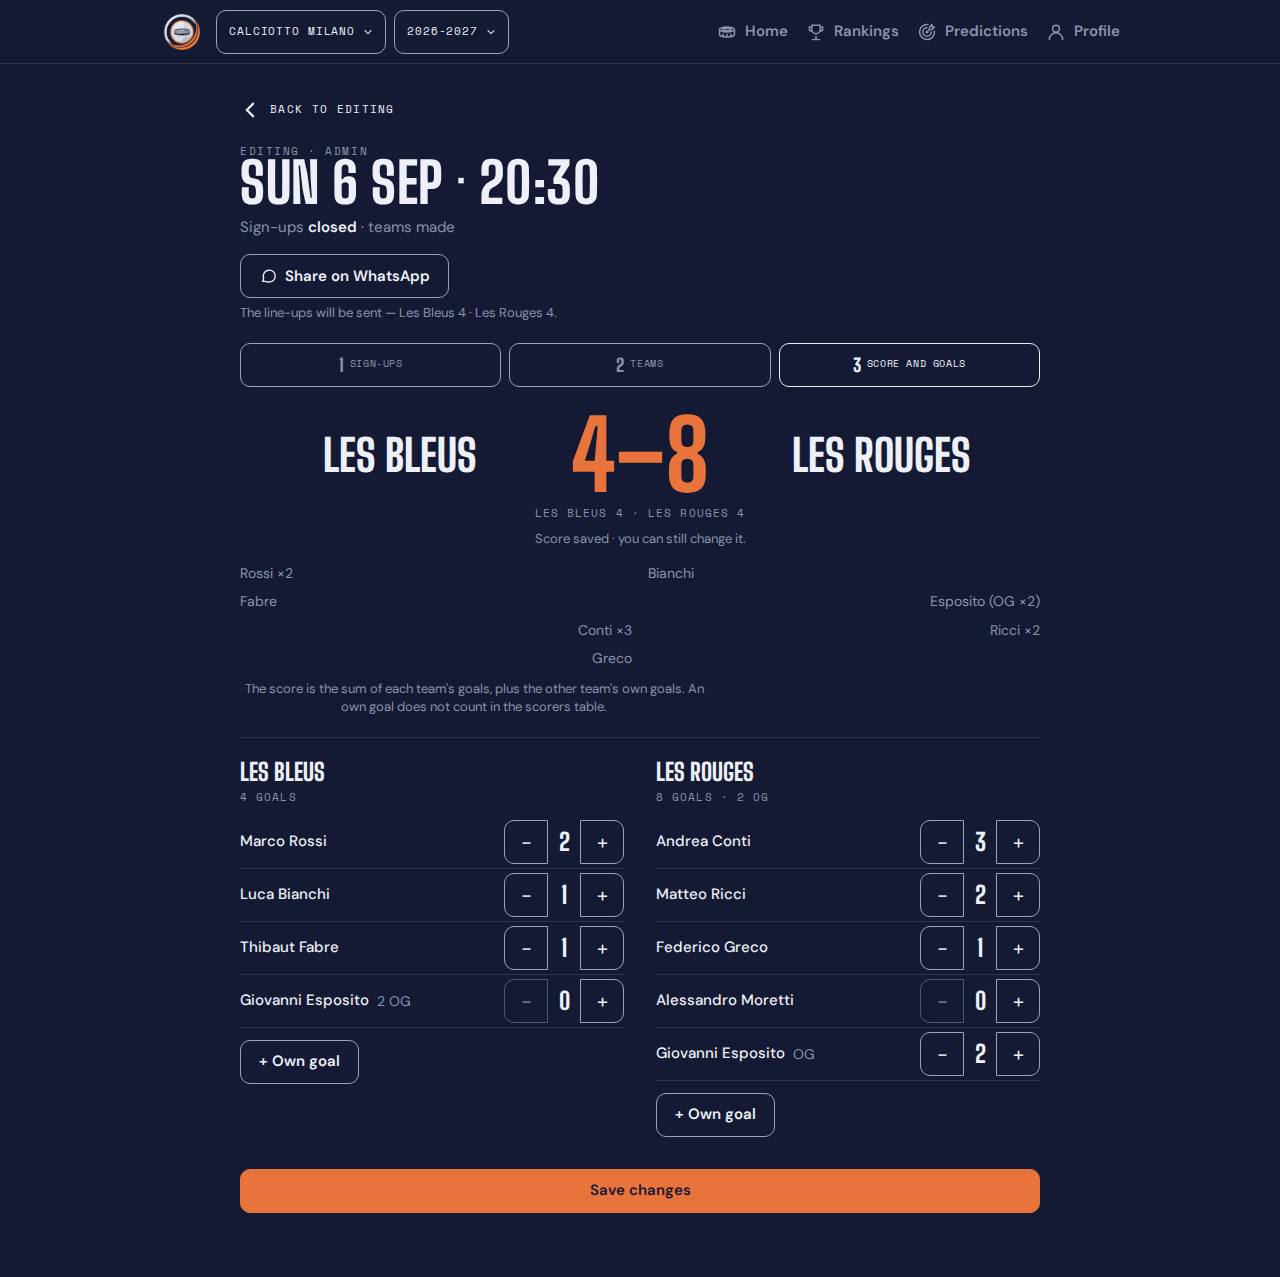 CALCIOTTO MILANO
2026-2027
Home
Rankings
Predictions
Profile
BACK TO EDITING
EDITING · ADMIN
SUN 6 SEP · 20:30
Sign-ups closed · teams made
Share on WhatsApp
The line-ups will be sent — Les Bleus 4 · Les Rouges 4.
1 SIGN-UPS
2 TEAMS
3 SCORE AND GOALS
LES BLEUS
4–8
LES ROUGES
LES BLEUS 4 · LES ROUGES 4
Score saved · you can still change it.
Rossi ×2
Bianchi
Fabre
Esposito (OG ×2)
Conti ×3
Ricci ×2
Greco
The score is the sum of each team's goals, plus the other team's own goals. An
own goal does not count in the scorers table.
LES BLEUS
4 GOALS
Marco Rossi
− 2 +
Luca Bianchi
− 1 +
Thibaut Fabre
− 1 +
Giovanni Esposito 2 OG
− 0 +
+ Own goal
LES ROUGES
8 GOALS · 2 OG
Andrea Conti
− 3 +
Matteo Ricci
− 2 +
Federico Greco
− 1 +
Alessandro Moretti
− 0 +
Giovanni Esposito OG
− 2 +
+ Own goal
Save changes